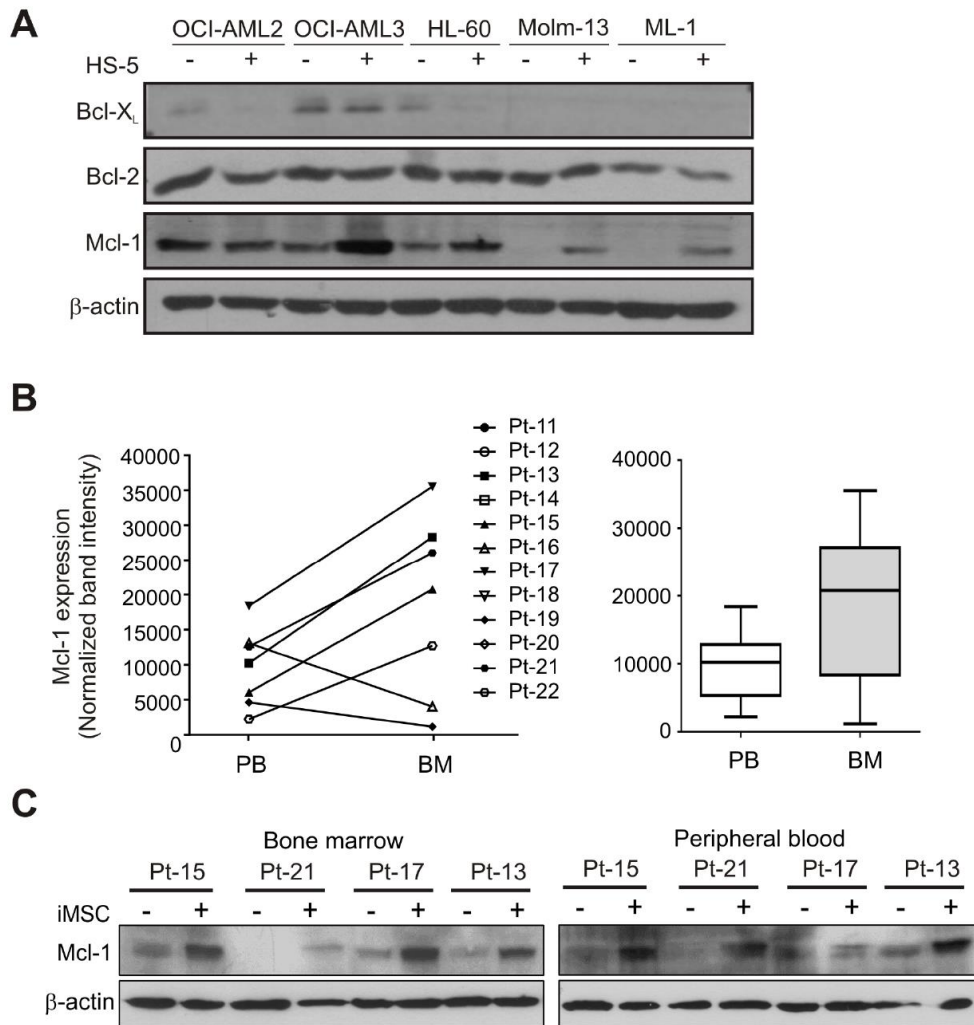 A
OCI-AML2 OCI-AML3 HL-60 Molm-13 ML-1
HS-5 - + - + - + - + - +
Bcl-XL
Bcl-2
Mcl-1
β-actin
B
Mcl-1 expression
(Normalized band intensity)
40000
35000
30000
25000
20000
15000
10000
5000
0
PB BM
Pt-11
Pt-12
Pt-13
Pt-14
Pt-15
Pt-16
Pt-17
Pt-18
Pt-19
Pt-20
Pt-21
Pt-22
40000
30000
20000
10000
0
PB BM
C
Bone marrow
Pt-15 Pt-21 Pt-17 Pt-13
iMSC - + - + - + - +
Mcl-1
β-actin
Peripheral blood
Pt-15 Pt-21 Pt-17 Pt-13
- + - + - + - +